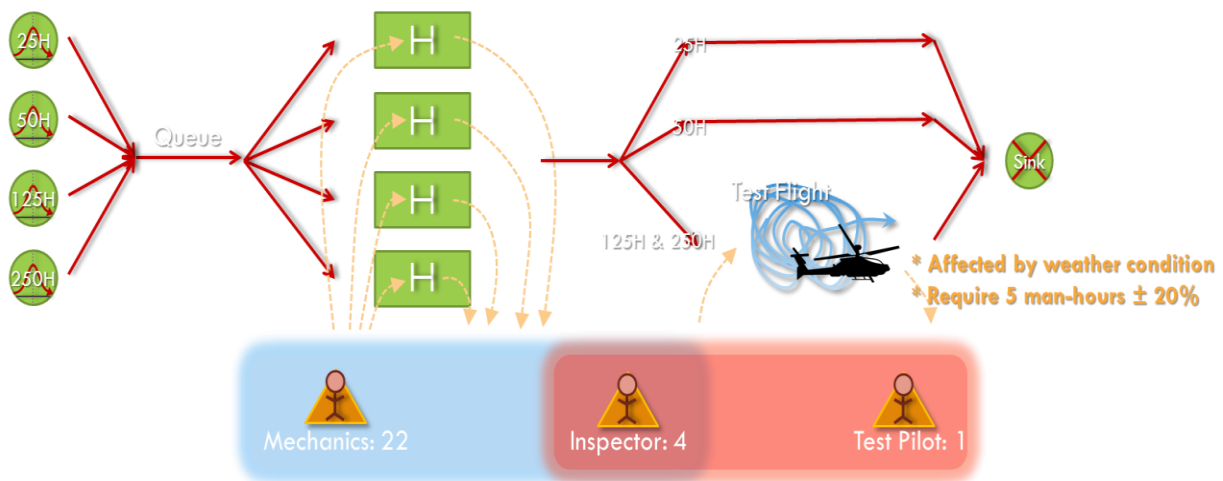 25H
50H
125H
250H
Queue
H
H
H
H
25H
50H
125H & 250H
Test Flight
Sink
* Affected by weather condition
* Require 5 man-hours ± 20%
Mechanics: 22
Inspector: 4
Test Pilot: 1